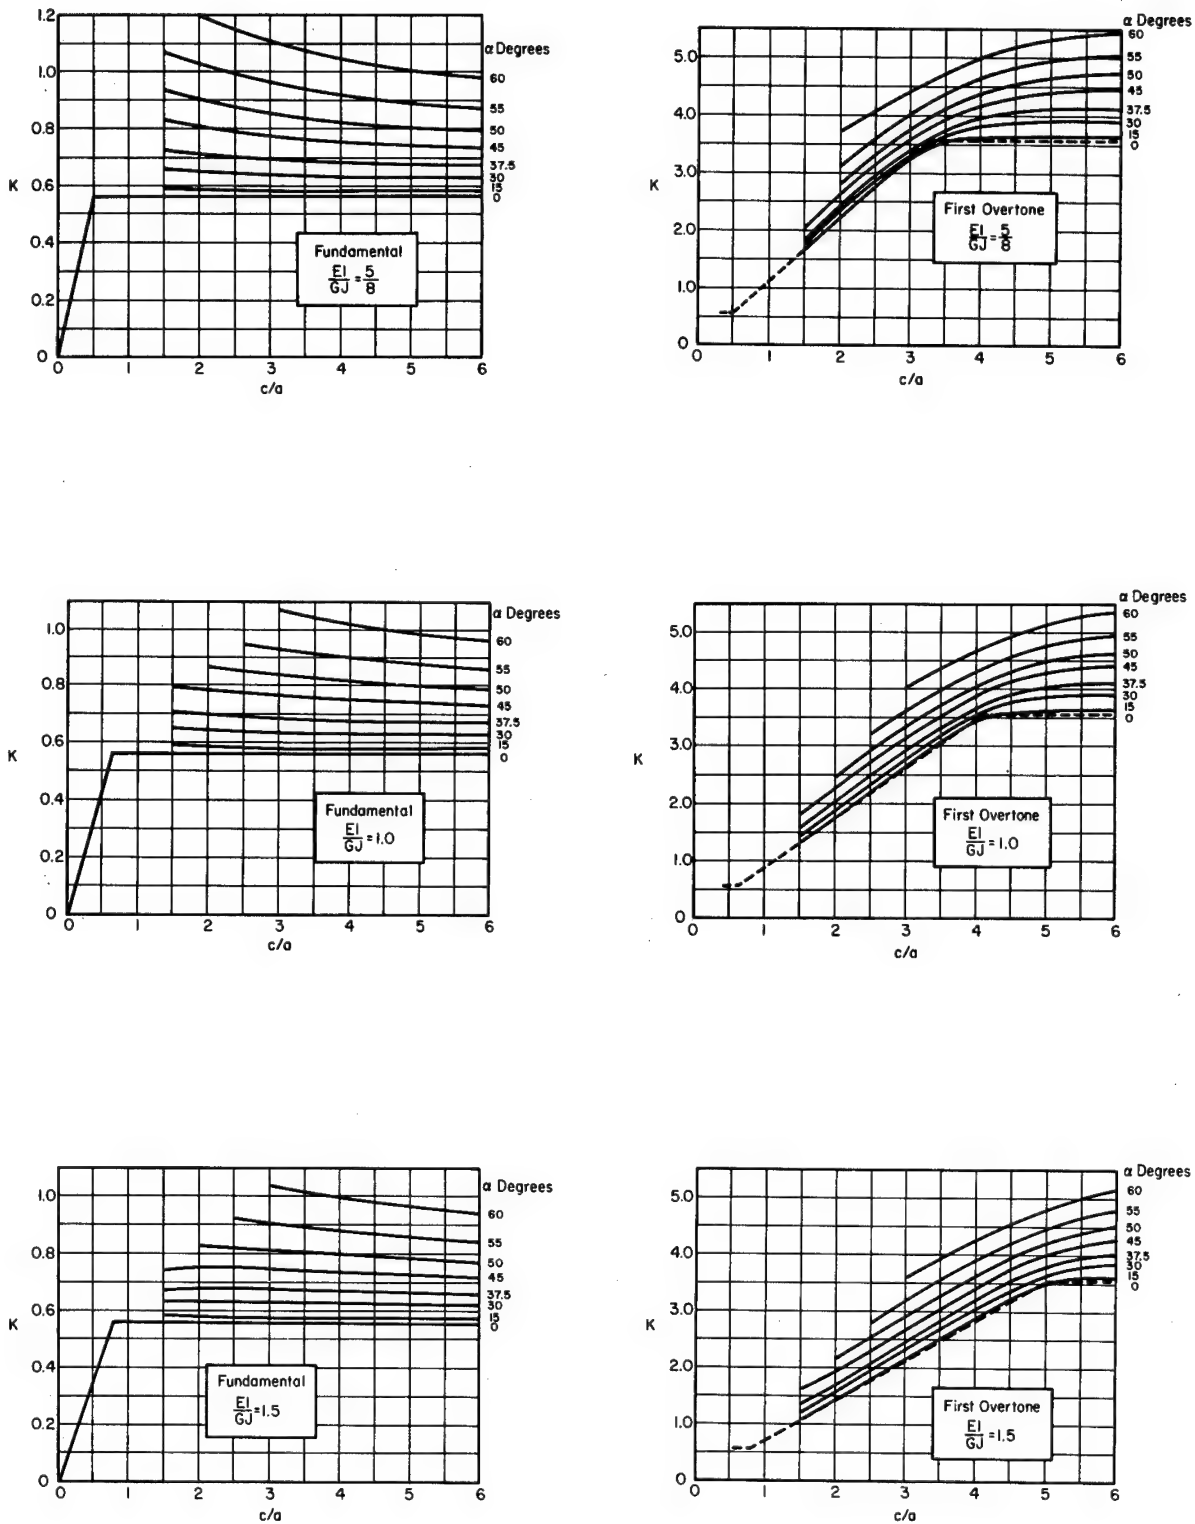 1.2
1.0
0.8
0.6
0.4
0.2
0
K
0 1 2 3 4 5 6
c/a
α Degrees
60
55
50
45
37.5
30
15
0
Fundamental
EI/GJ = 5/8
5.0
4.0
3.0
2.0
1.0
0
K
0 1 2 3 4 5 6
c/a
α Degrees
60
55
50
45
37.5
30
15
0
First Overtone
EI/GJ = 5/8
1.0
0.8
0.6
0.4
0.2
0
K
0 1 2 3 4 5 6
c/a
α Degrees
60
55
50
45
37.5
30
15
0
Fundamental
EI/GJ = 1.0
5.0
4.0
3.0
2.0
1.0
0
K
0 1 2 3 4 5 6
c/a
α Degrees
60
55
50
45
37.5
30
15
0
First Overtone
EI/GJ = 1.0
1.0
0.8
0.6
0.4
0.2
0
K
0 1 2 3 4 5 6
c/a
α Degrees
60
55
50
45
37.5
30
15
0
Fundamental
EI/GJ = 1.5
5.0
4.0
3.0
2.0
1.0
0
K
0 1 2 3 4 5 6
c/a
α Degrees
60
55
50
45
37.5
30
15
0
First Overtone
EI/GJ = 1.5